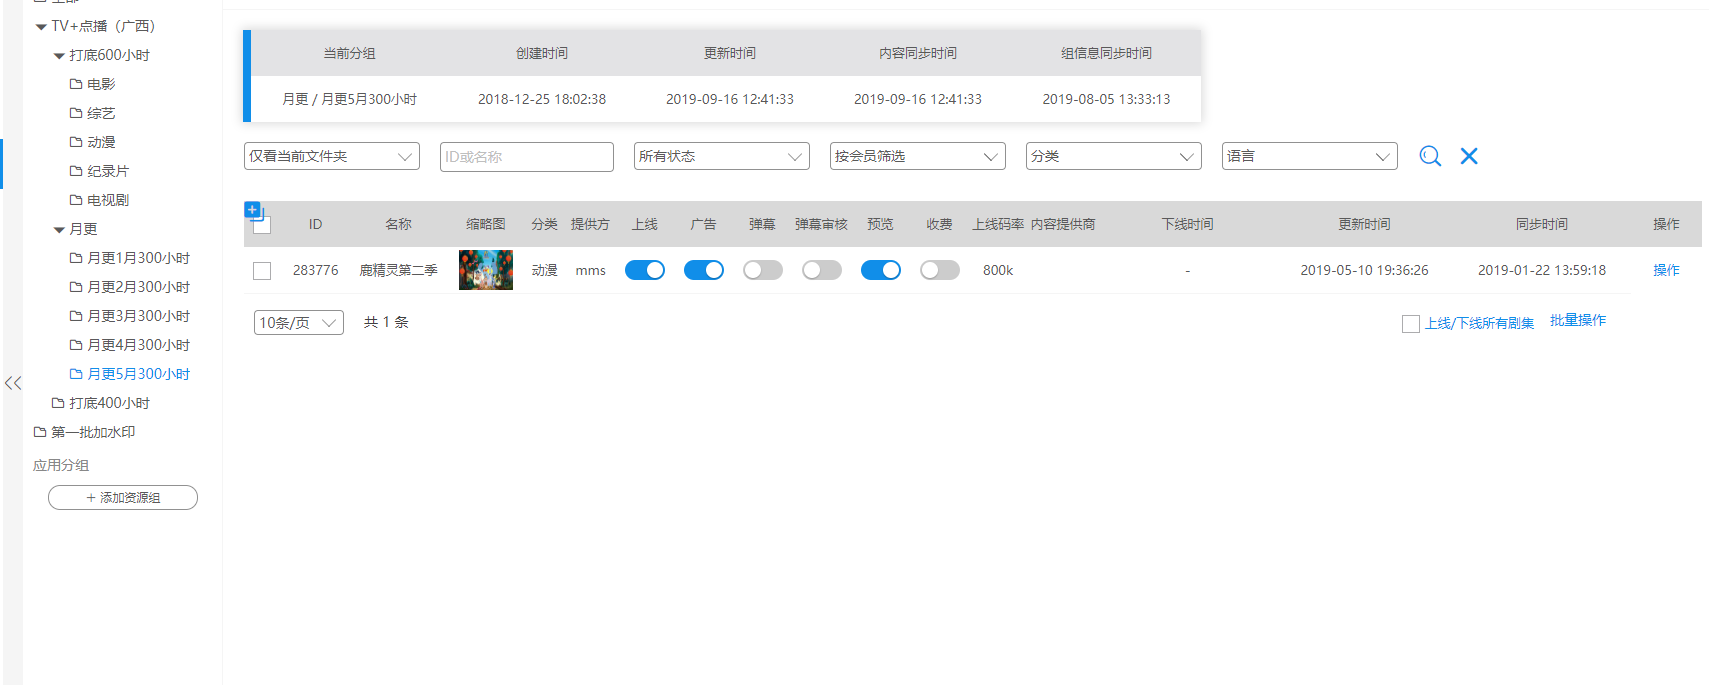 全部
TV+点播（广西）
打底600小时
电影
综艺
动漫
纪录片
电视剧
月更
月更1月300小时
月更2月300小时
月更3月300小时
月更4月300小时
月更5月300小时
打底400小时
第一批加水印
应用分组
+ 添加资源组
当前分组 创建时间 更新时间 内容同步时间 组信息同步时间
月更 / 月更5月300小时 2018-12-25 18:02:38 2019-09-16 12:41:33 2019-09-16 12:41:33 2019-08-05 13:33:13
仅看当前文件夹 ID或名称 所有状态 按会员筛选 分类 语言
ID 名称 缩略图 分类 提供方 上线 广告 弹幕 弹幕审核 预览 收费 上线码率 内容提供商 下线时间 更新时间 同步时间 操作
283776 鹿精灵第二季 动漫 mms 800k - 2019-05-10 19:36:26 2019-01-22 13:59:18 操作
10条/页 共 1 条 上线/下线所有剧集 批量操作